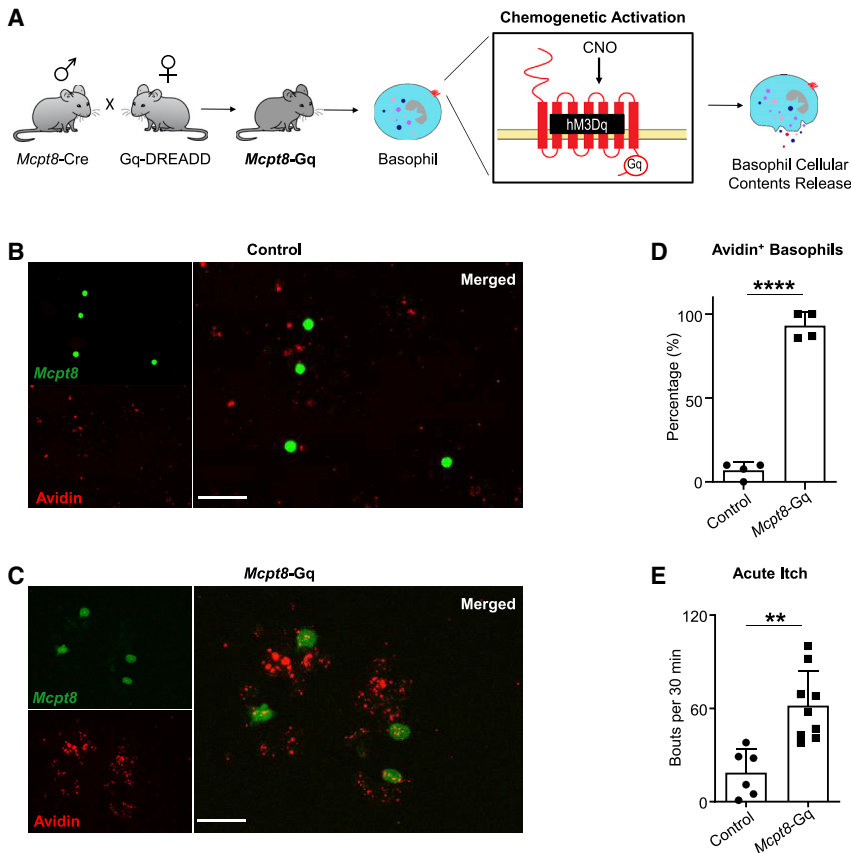 A
Chemogenetic Activation
♂
♀
CNO
X
hM3Dq
Gq
Mcpt8-Cre
Gq-DREADD
Mcpt8-Gq
Basophil
Basophil Cellular
Contents Release
B
Control
Merged
Mcpt8
Avidin
C
Mcpt8-Gq
Merged
Mcpt8
Avidin
D
Avidin⁺ Basophils
****
100
50
0
Percentage (%)
Control
Mcpt8-Gq
E
Acute Itch
**
120
60
0
Bouts per 30 min
Control
Mcpt8-Gq